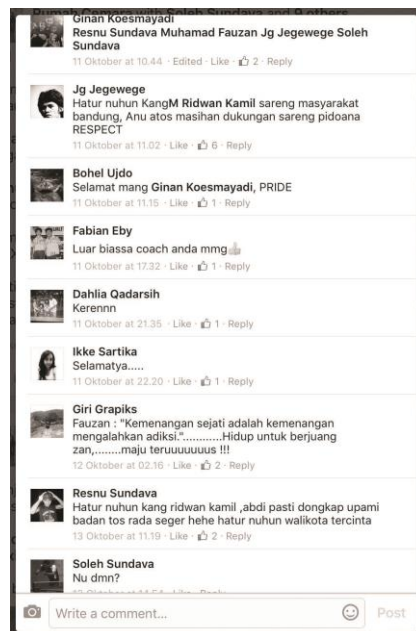 Ginan Koesmayadi
Resnu Sundava Muhamad Fauzan Jg Jegewege Soleh
Sundava
11 Oktober at 10.44 · Edited · Like · 2 · Reply
Jg Jegewege
Hatur nuhun KangM Ridwan Kamil sareng masyarakat
bandung, Anu atos masihan dukungan sareng pidoana
RESPECT
11 Oktober at 11.02 · Like · 6 · Reply
Bohel Ujdo
Selamat mang Ginan Koesmayadi, PRIDE
11 Oktober at 11.15 · Like · 1 · Reply
Fabian Eby
Luar biassa coach anda mmg
11 Oktober at 17.32 · Like · 1 · Reply
Dahlia Qadarsih
Kerennn
11 Oktober at 21.35 · Like · 1 · Reply
Ikke Sartika
Selamatya.....
11 Oktober at 22.20 · Like · 1 · Reply
Giri Grapiks
Fauzan : "Kemenangan sejati adalah kemenangan
mengalahkan adiksi.”............Hidup untuk berjuang
zan,........maju teruuuuuuus !!!
12 Oktober at 02.16 · Like · 2 · Reply
Resnu Sundava
Hatur nuhun kang ridwan kamil ,abdi pasti dongkap upami
badan tos rada seger hehe hatur nuhun walikota tercinta
13 Oktober at 11.19 · Like · 2 · Reply
Soleh Sundava
Nu dmn?
Write a comment...
Post